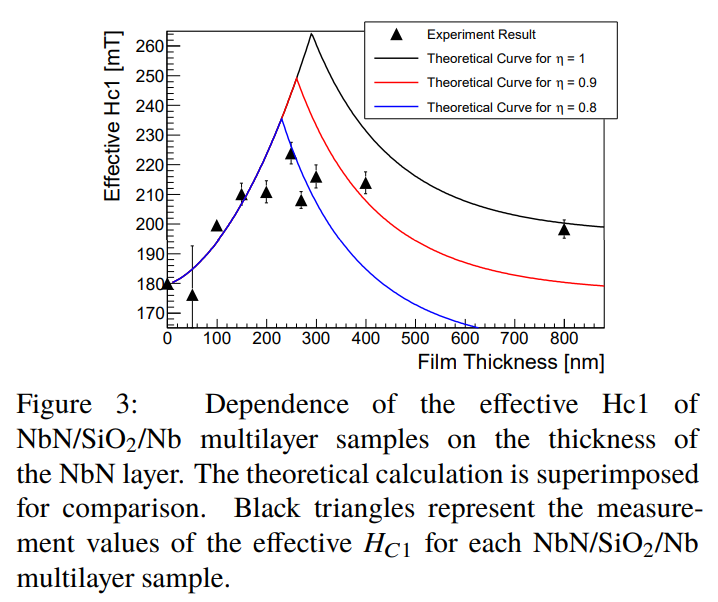 Effective Hc1 [mT]
260
250
240
230
220
210
200
190
180
170
0 100 200 300 400 500 600 700 800
Film Thickness [nm]
Experiment Result
Theoretical Curve for η = 1
Theoretical Curve for η = 0.9
Theoretical Curve for η = 0.8
Figure 3: Dependence of the effective Hc1 of
NbN/SiO₂/Nb multilayer samples on the thickness of
the NbN layer. The theoretical calculation is superimposed
for comparison. Black triangles represent the measure-
ment values of the effective H_C1 for each NbN/SiO₂/Nb
multilayer sample.